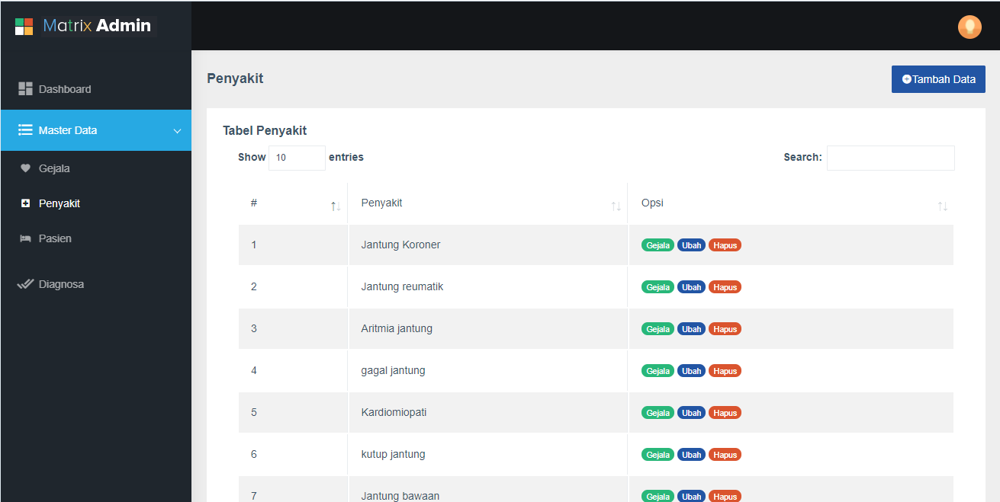 Matrix Admin
Dashboard
Master Data
Gejala
Penyakit
Pasien
Diagnosa
Penyakit
Tambah Data
Tabel Penyakit
Show 10 entries
Search:
# Penyakit Opsi
1 Jantung Koroner Gejala Ubah Hapus
2 Jantung reumatik Gejala Ubah Hapus
3 Aritmia jantung Gejala Ubah Hapus
4 gagal jantung Gejala Ubah Hapus
5 Kardiomiopati Gejala Ubah Hapus
6 kutup jantung Gejala Ubah Hapus
7 Jantung bawaan Gejala Ubah Hapus